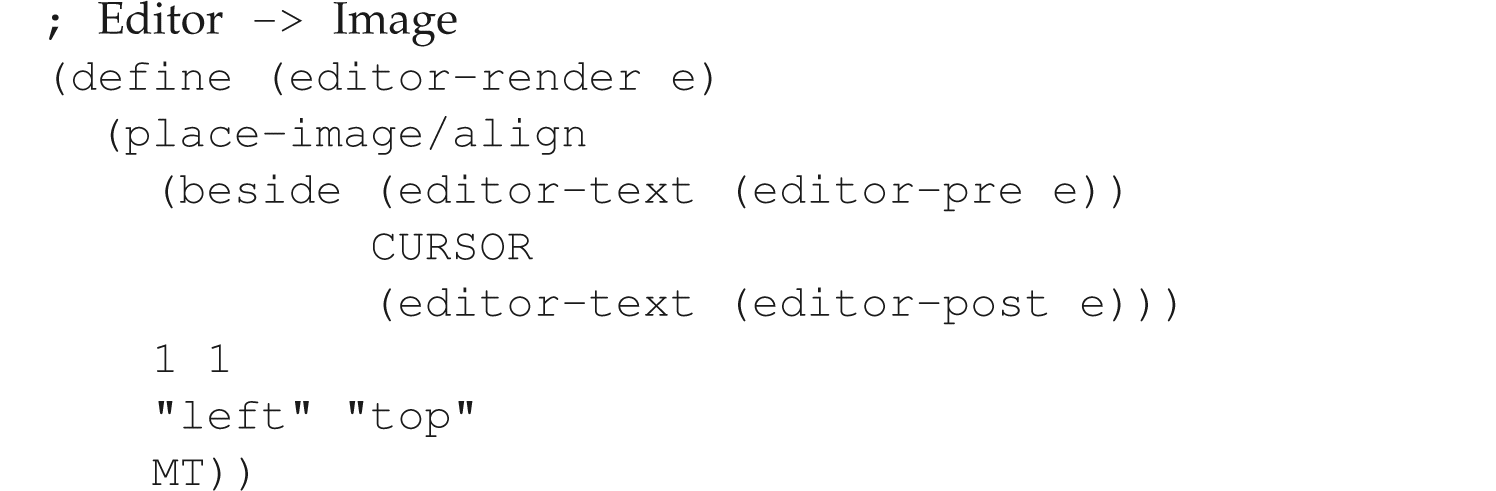 ; Editor -> Image
(define (editor-render e)
  (place-image/align
    (beside (editor-text (editor-pre e))
            CURSOR
            (editor-text (editor-post e)))
    1 1
    "left" "top"
    MT))